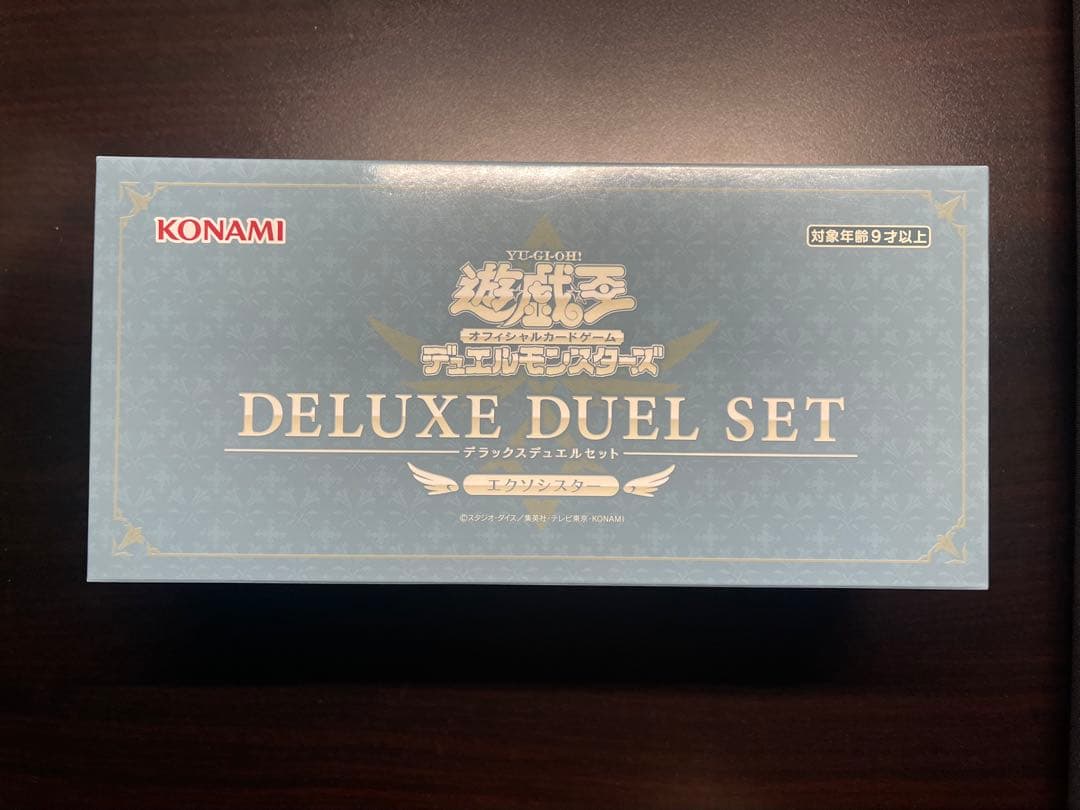 KONAMI
対象年齢9才以上
YU-GI-OH!
遊戯王
オフィシャルカードゲーム
デュエルモンスターズ
DELUXE DUEL SET
デラックスデュエルセット
エクソシスター
©スタジオ・ダイス/集英社・テレビ東京・KONAMI